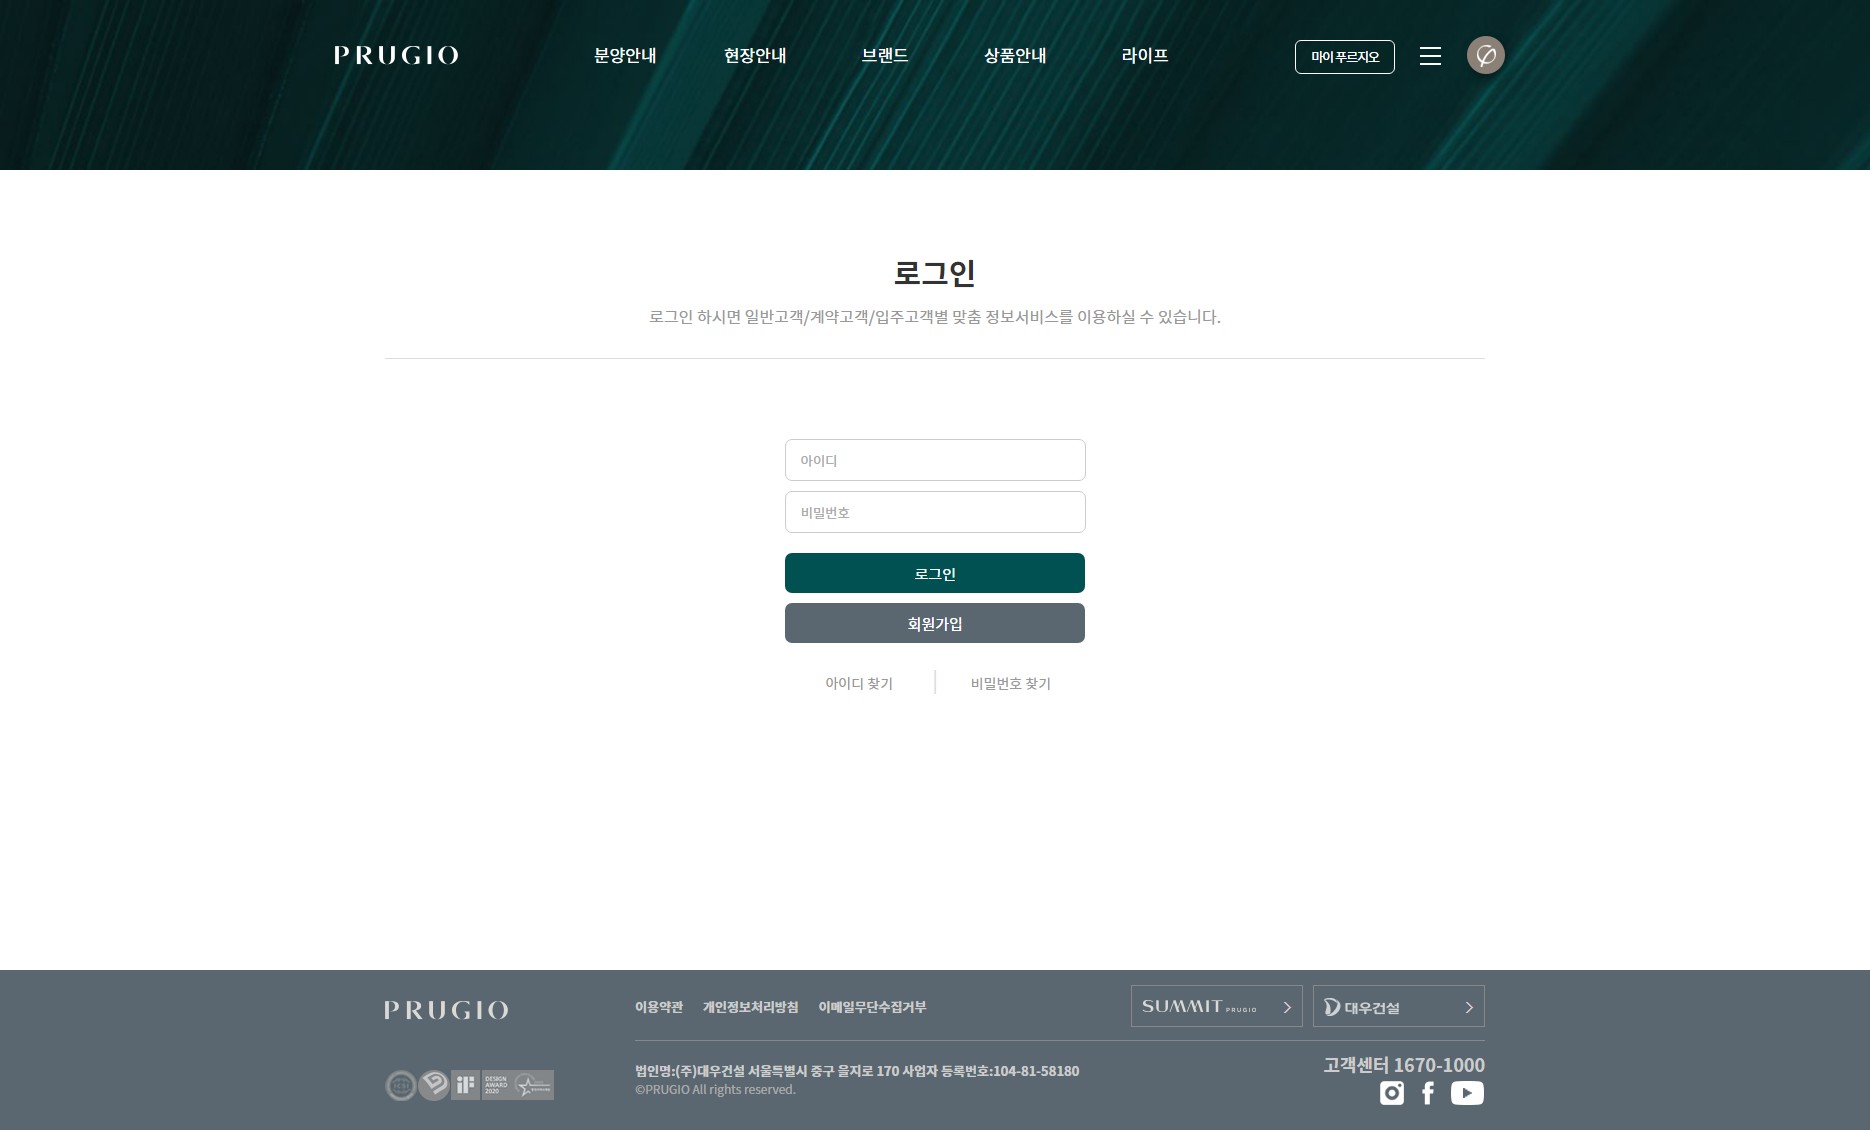 PRUGIO
분양안내 현장안내 브랜드 상품안내 라이프
마이 푸르지오
로그인
로그인 하시면 일반고객/계약고객/입주고객별 맞춤 정보서비스를 이용하실 수 있습니다.
아이디
비밀번호
로그인
회원가입
아이디 찾기 비밀번호 찾기
PRUGIO
이용약관 개인정보처리방침 이메일무단수집거부
SUMMIT PRUGIO
대우건설
법인명:(주)대우건설 서울특별시 중구 을지로 170 사업자 등록번호:104-81-58180
©PRUGIO All rights reserved.
고객센터 1670-1000
iF
DESIGN
AWARD
2020